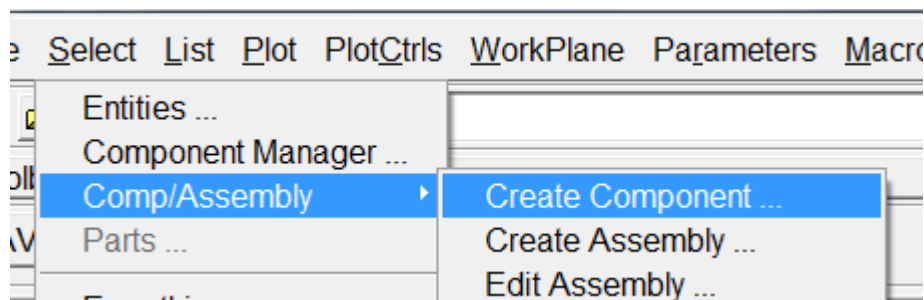 Select List Plot PlotCtrls WorkPlane Parameters
Entities ...
Component Manager ...
Comp/Assembly
Create Component ...
Parts ...
Create Assembly ...
Edit Assembly ...